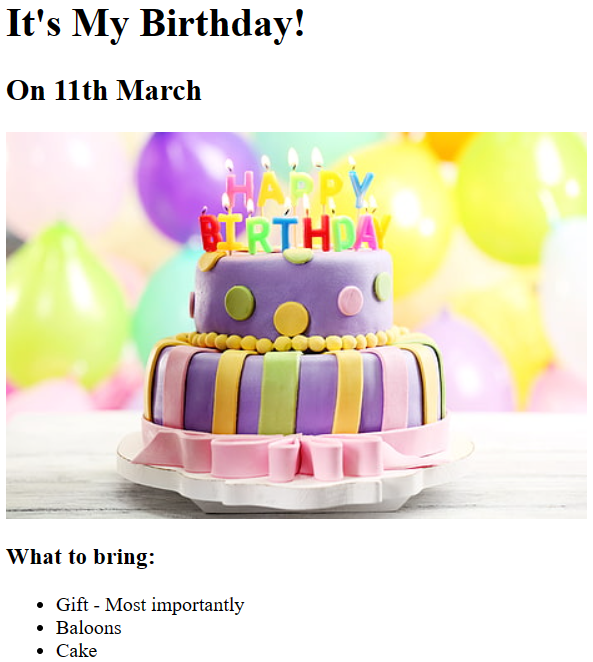 It's My Birthday!
On 11th March
HAPPY
BIRTHDAY
What to bring:
Gift - Most importantly
Baloons
Cake